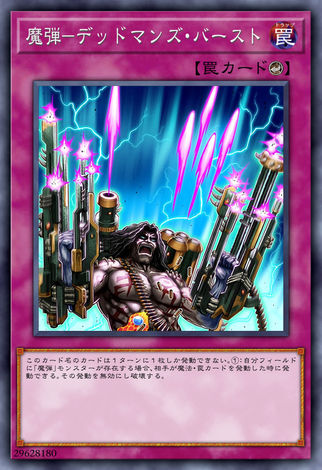 魔弾－デッドマンズ・バースト
トラップ
罠
【罠カード】
このカード名のカードは１ターンに１枚しか発動できない。①：自分フィールド
に「魔弾」モンスターが存在する場合、相手が魔法・罠カードを発動した時に発
動できる。その発動を無効にし破壊する。
29628180